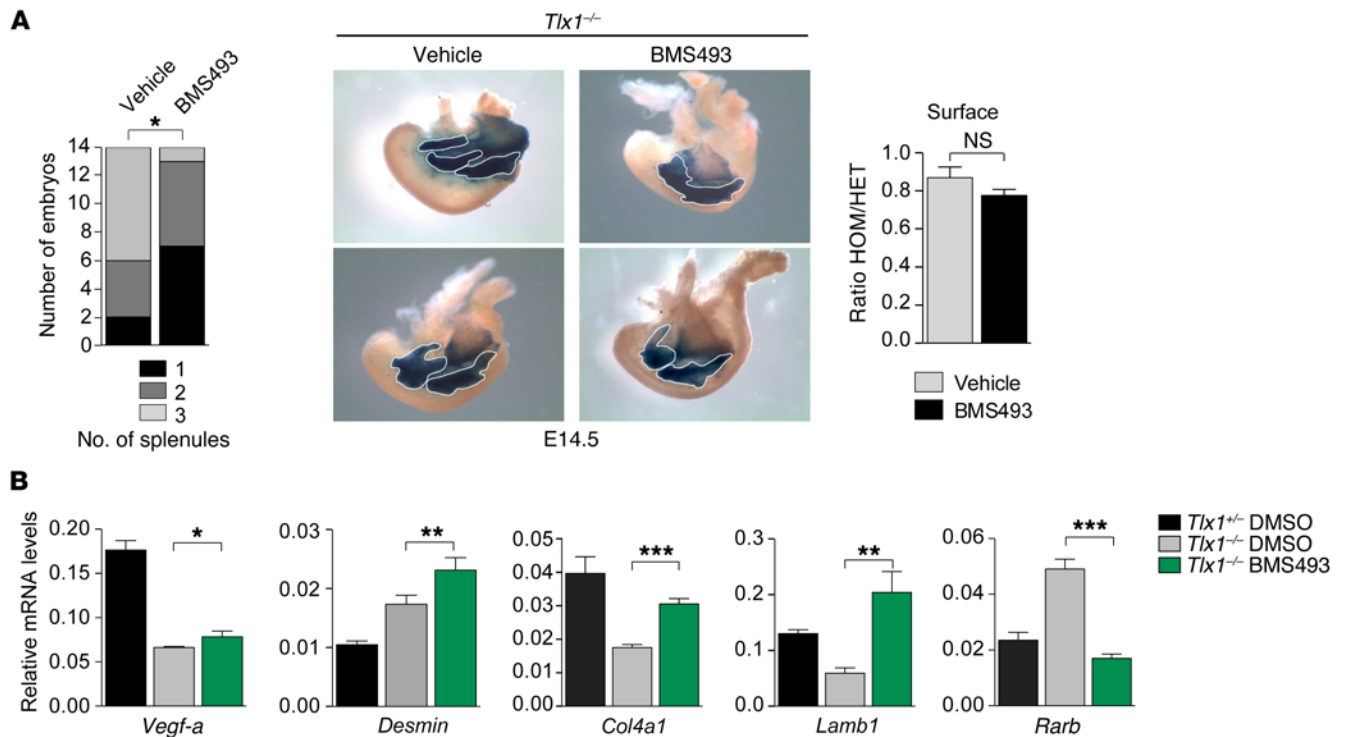 A
Tlx1–/–
Vehicle
BMS493
*
Number of embryos
14
12
10
8
6
4
2
0
1
2
3
No. of splenules
Vehicle
BMS493
E14.5
Surface
NS
Ratio HOM/HET
1.0
0.8
0.6
0.4
0.2
0.0
Vehicle
BMS493
B
Relative mRNA levels
0.20
0.15
0.10
0.05
0.00
*
Vegf-a
0.03
0.02
0.01
0.00
**
Desmin
0.05
0.04
0.03
0.02
0.01
0.00
***
Col4a1
0.3
0.2
0.1
0.0
**
Lamb1
0.06
0.04
0.02
0.00
***
Rarb
Tlx1+/– DMSO
Tlx1–/– DMSO
Tlx1–/– BMS493